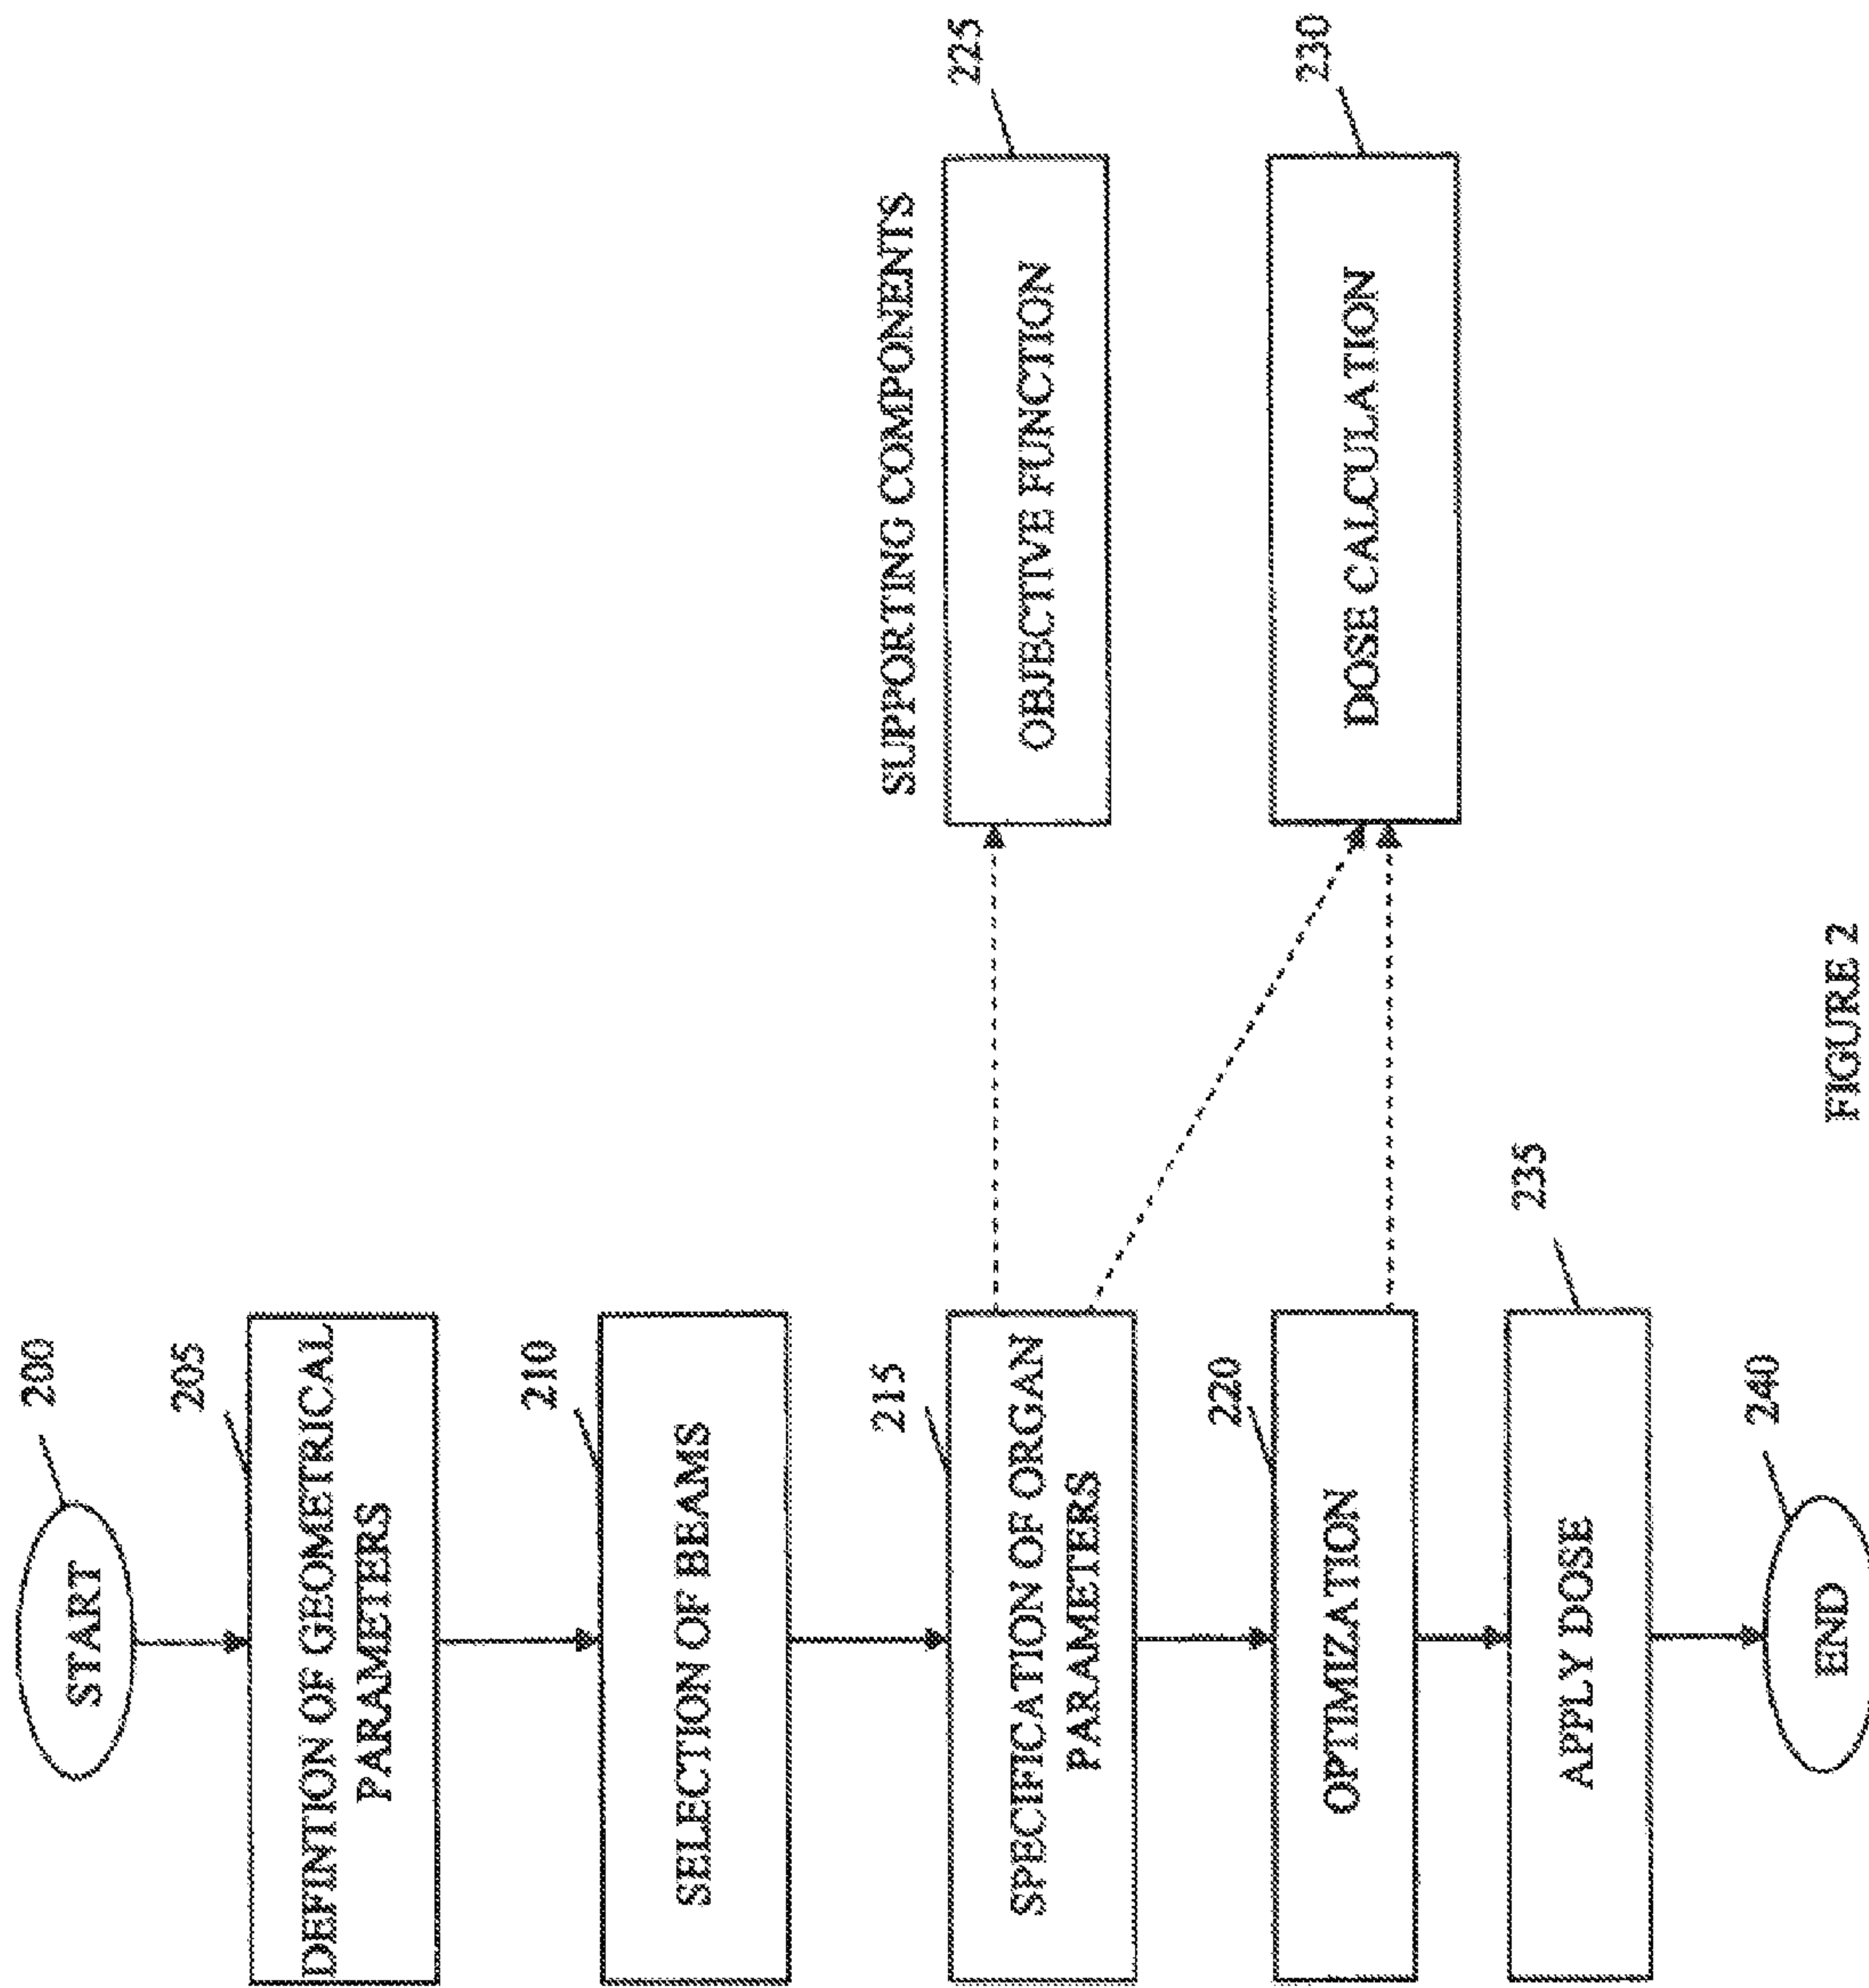 START
200
DEFINTION OF GEOMETRICAL
PARAMETERS
205
SELECTION OF BEAMS
210
SUPPORTING COMPONENTS
SPECIFICATION OF ORGAN
PARAMETERS
215
OBJECTIVE FUNCTION
225
OPTIMIZATION
220
DOSE CALCULATION
230
APPLY DOSE
235
END
240
FIGURE 2